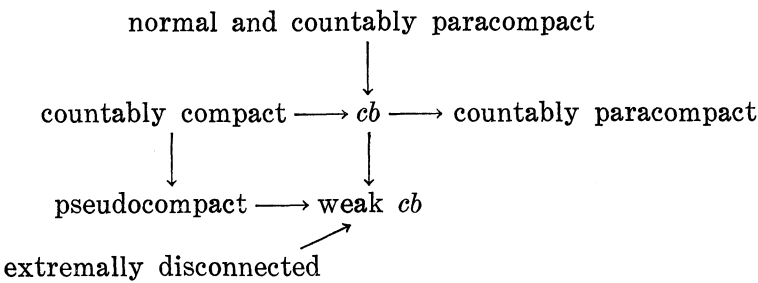 normal and countably paracompact
countably compact → cb → countably paracompact
pseudocompact → weak cb
extremally disconnected